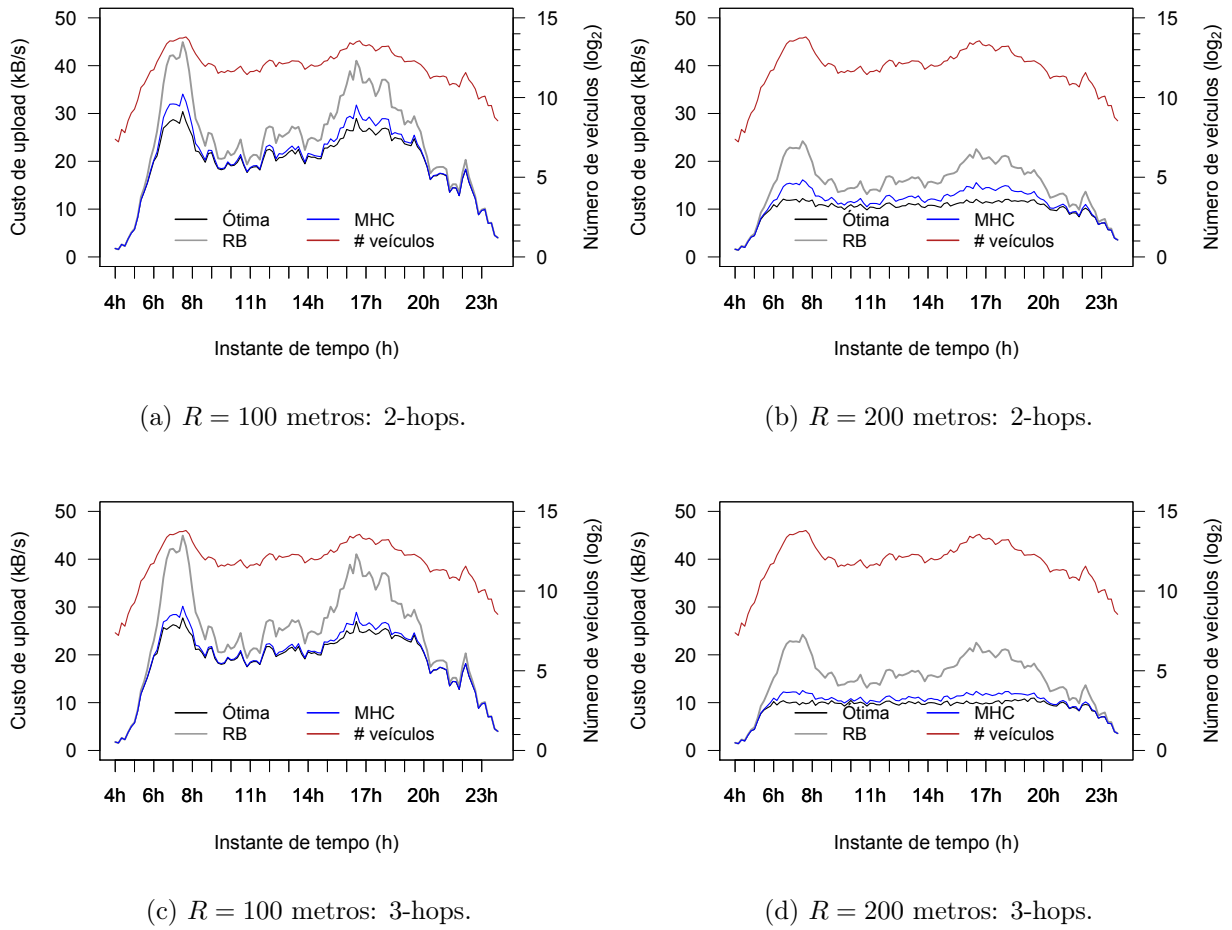 50
40
30
20
10
0
Custo de upload (kB/s)
15
10
5
0
Número de veículos (log2)
Ótima
RB
MHC
# veículos
4h 6h 8h 11h 14h 17h 20h 23h
Instante de tempo (h)
(a) R = 100 metros: 2-hops.
50
40
30
20
10
0
Custo de upload (kB/s)
15
10
5
0
Número de veículos (log2)
Ótima
RB
MHC
# veículos
4h 6h 8h 11h 14h 17h 20h 23h
Instante de tempo (h)
(b) R = 200 metros: 2-hops.
50
40
30
20
10
0
Custo de upload (kB/s)
15
10
5
0
Número de veículos (log2)
Ótima
RB
MHC
# veículos
4h 6h 8h 11h 14h 17h 20h 23h
Instante de tempo (h)
(c) R = 100 metros: 3-hops.
50
40
30
20
10
0
Custo de upload (kB/s)
15
10
5
0
Número de veículos (log2)
Ótima
RB
MHC
# veículos
4h 6h 8h 11h 14h 17h 20h 23h
Instante de tempo (h)
(d) R = 200 metros: 3-hops.